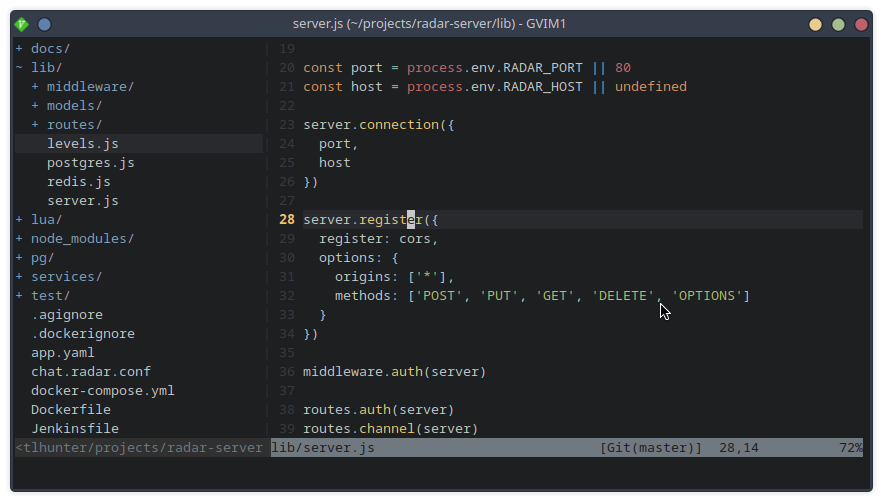 server.js (~/projects/radar-server/lib) - GVIM1
+ docs/
~ lib/
  + middleware/
  + models/
  + routes/
    levels.js
    postgres.js
    redis.js
    server.js
+ lua/
+ node_modules/
+ pg/
+ services/
+ test/
  .agignore
  .dockerignore
  app.yaml
  chat.radar.conf
  docker-compose.yml
  Dockerfile
  Jenkinsfile
<tlhunter/projects/radar-server
19
20 const port = process.env.RADAR_PORT || 80
21 const host = process.env.RADAR_HOST || undefined
22
23 server.connection({
24   port,
25   host
26 })
27
28 server.register({
29   register: cors,
30   options: {
31     origins: ['*'],
32     methods: ['POST', 'PUT', 'GET', 'DELETE', 'OPTIONS']
33   }
34 })
35
36 middleware.auth(server)
37
38 routes.auth(server)
39 routes.channel(server)
lib/server.js [Git(master)] 28,14 72%